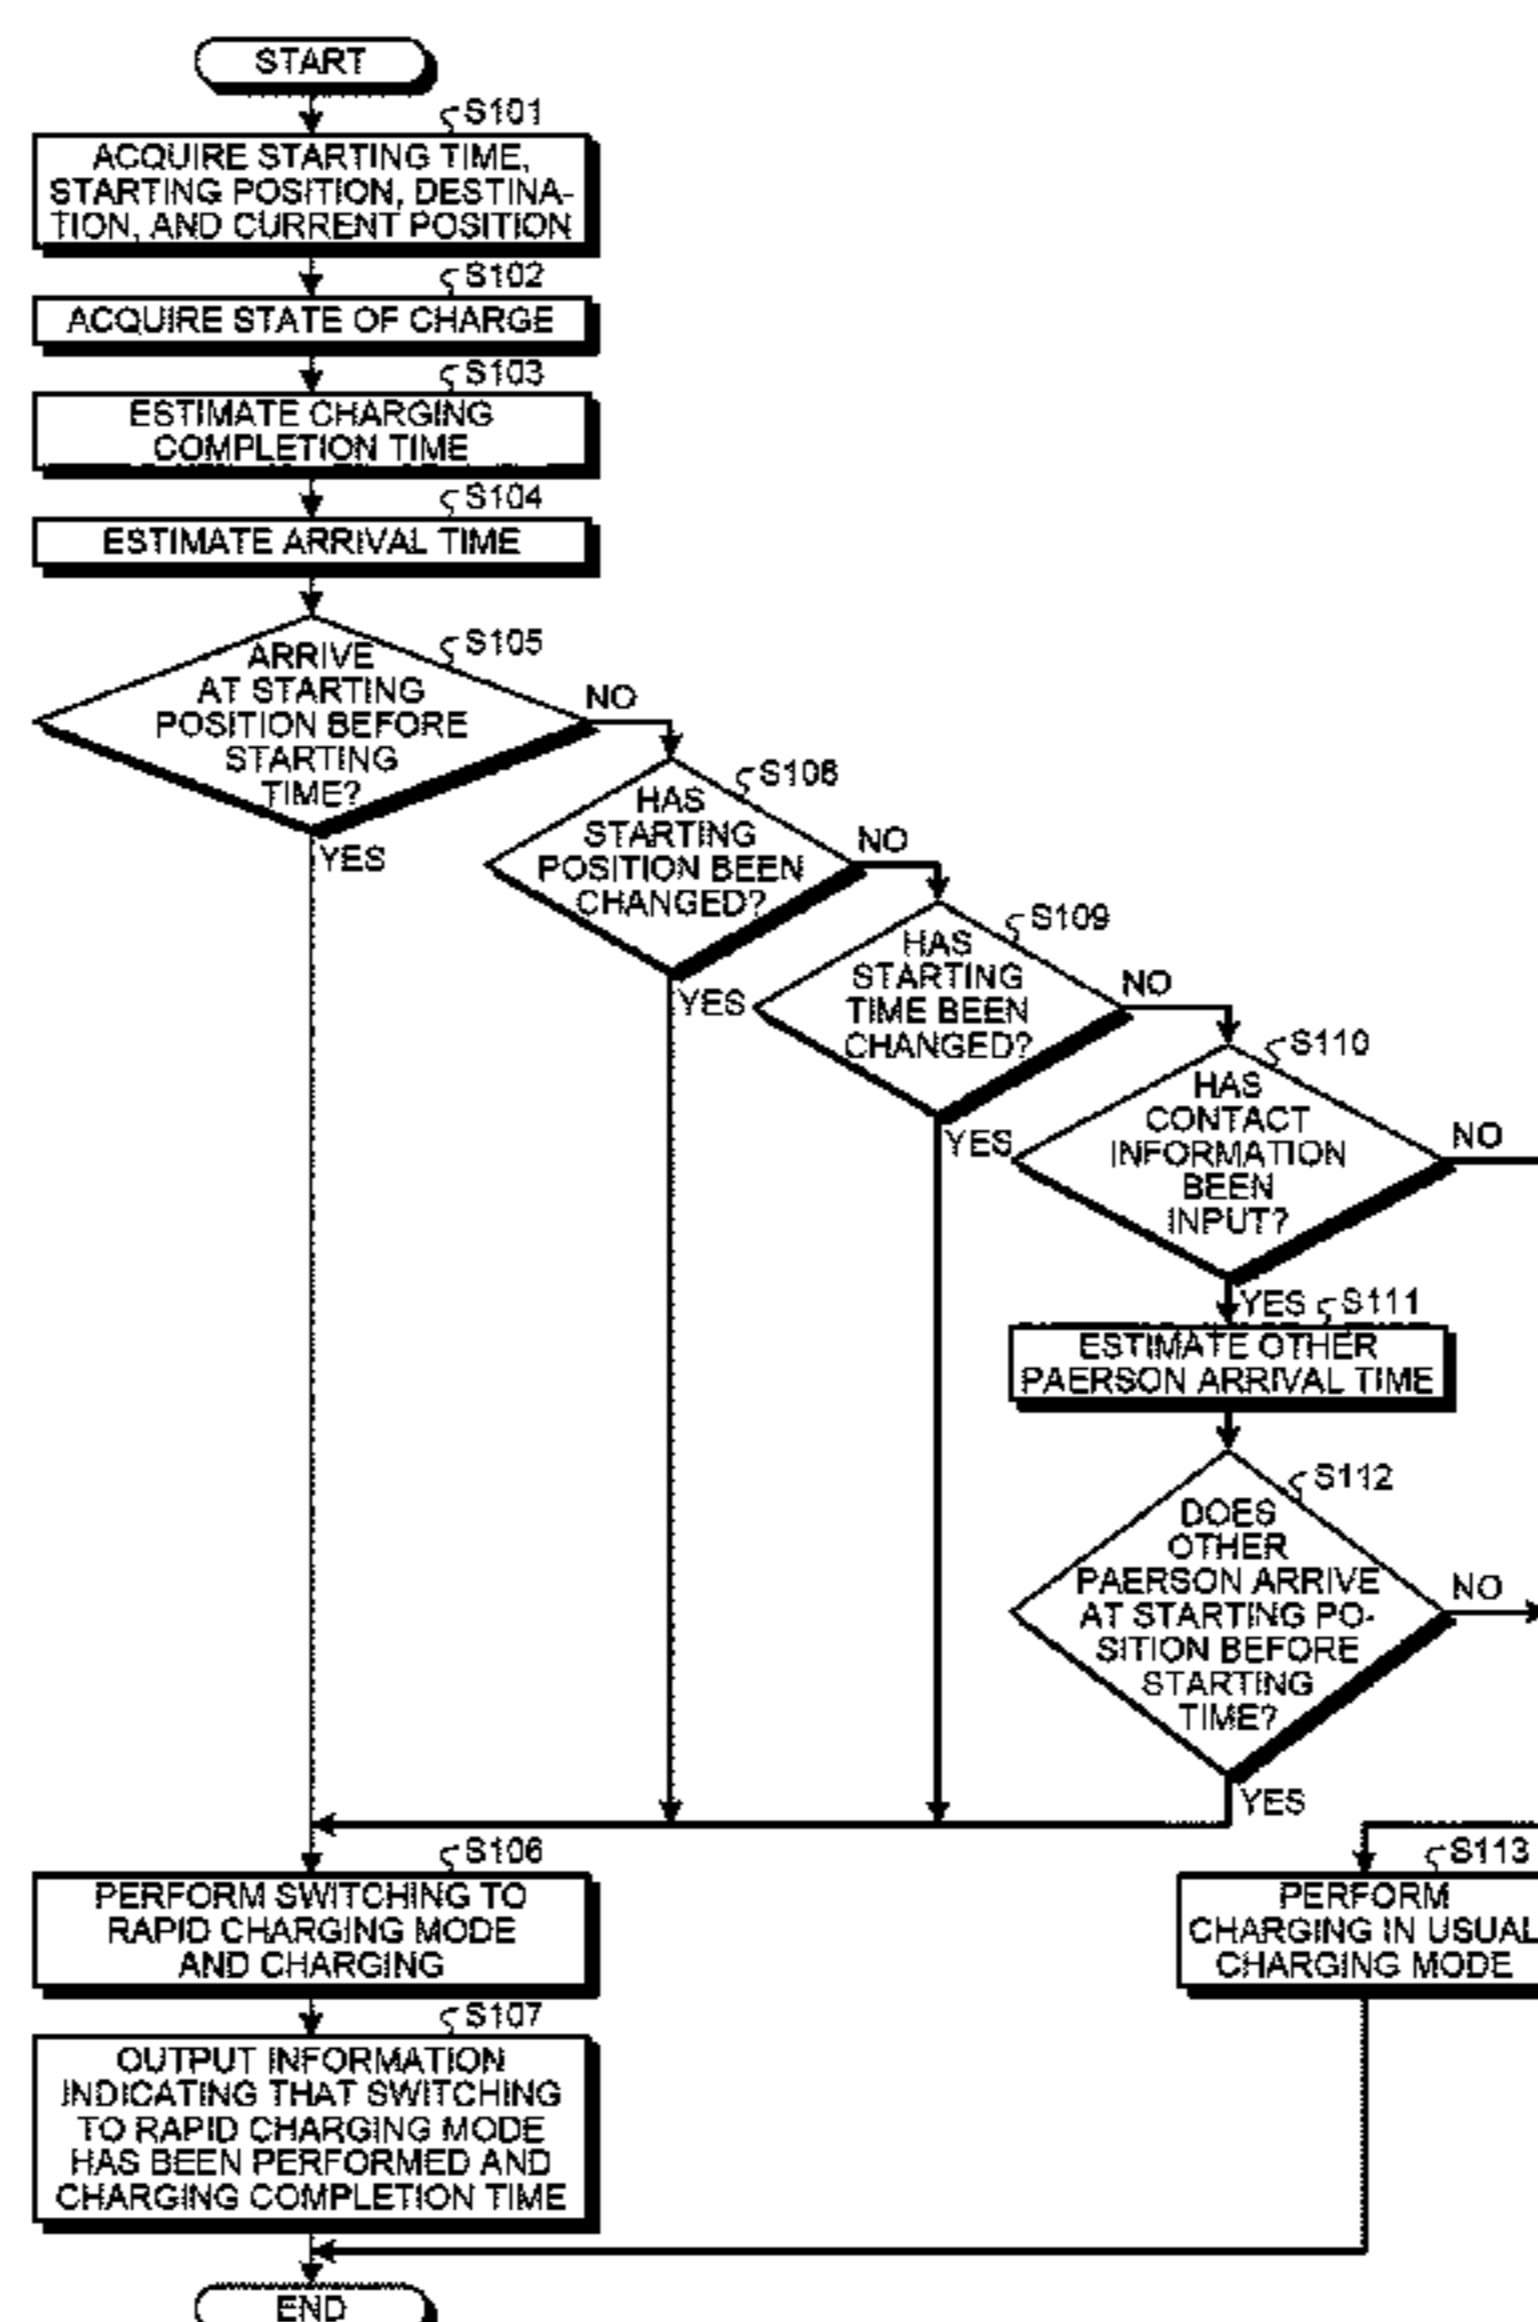 START
S101
ACQUIRE STARTING TIME,
STARTING POSITION, DESTINA-
TION, AND CURRENT POSITION
S102
ACQUIRE STATE OF CHARGE
S103
ESTIMATE CHARGING
COMPLETION TIME
S104
ESTIMATE ARRIVAL TIME
S105
ARRIVE
AT STARTING
POSITION BEFORE
STARTING
TIME?
NO
YES
S108
HAS
STARTING
POSITION BEEN
CHANGED?
NO
YES
S109
HAS
STARTING
TIME BEEN
CHANGED?
NO
YES
S110
HAS
CONTACT
INFORMATION
BEEN
INPUT?
NO
YES
S111
ESTIMATE OTHER
PAERSON ARRIVAL TIME
S112
DOES
OTHER
PAERSON ARRIVE
AT STARTING PO-
SITION BEFORE
STARTING
TIME?
NO
YES
S106
PERFORM SWITCHING TO
RAPID CHARGING MODE
AND CHARGING
S113
PERFORM
CHARGING IN USUAL
CHARGING MODE
S107
OUTPUT INFORMATION
INDICATING THAT SWITCHING
TO RAPID CHARGING MODE
HAS BEEN PERFORMED AND
CHARGING COMPLETION TIME
END